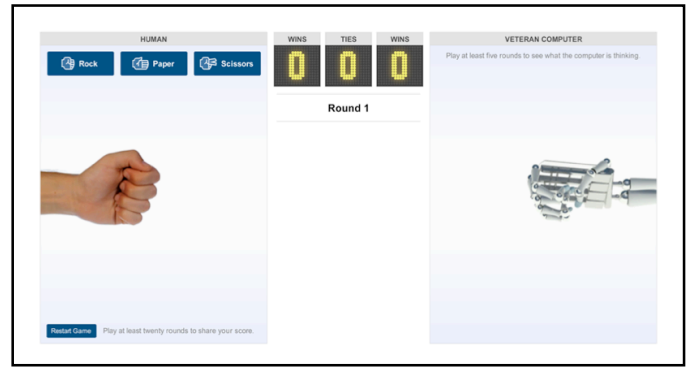 HUMAN
Rock
Paper
Scissors
WINS
TIES
WINS
0
0
0
Round 1
VETERAN COMPUTER
Play at least five rounds to see what the computer is thinking.
Restart Game
Play at least twenty rounds to share your score.